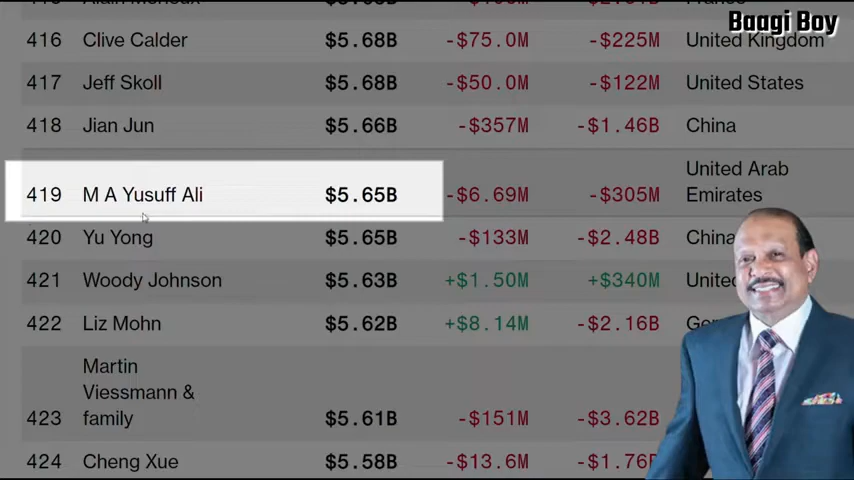 Baagi Boy
416 Clive Calder $5.68B -$75.0M -$225M United Kingdom
417 Jeff Skoll $5.68B -$50.0M -$122M United States
418 Jian Jun $5.66B -$357M -$1.46B China
United Arab
419 M A Yusuff Ali $5.65B -$6.69M -$305M Emirates
420 Yu Yong $5.65B -$133M -$2.48B China
421 Woody Johnson $5.63B +$1.50M +$340M United
422 Liz Mohn $5.62B +$8.14M -$2.16B
Martin
Viessmann &
423 family $5.61B -$151M -$3.62B
424 Cheng Xue $5.58B -$13.6M -$1.76B